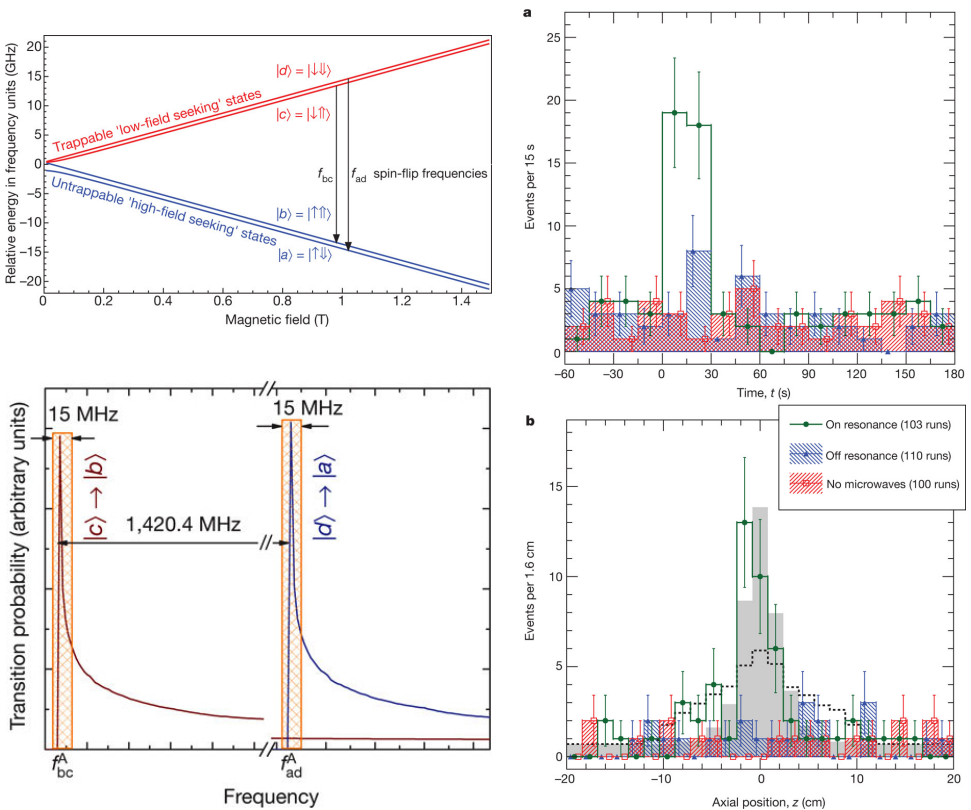 Relative energy in frequency units (GHz)
20
15
10
5
0
−5
−10
−15
−20
|d⟩ = |↓⇓⟩
Trappable 'low-field seeking' states
|c⟩ = |↓⇑⟩
f_bc
f_ad spin-flip frequencies
Untrappable 'high-field seeking' states
|b⟩ = |↑⇑⟩
|a⟩ = |↑⇓⟩
0 0.2 0.4 0.6 0.8 1 1.2 1.4
Magnetic field (T)
Transition probability (arbitrary units)
15 MHz
15 MHz
|c⟩ → |b⟩
|d⟩ → |a⟩
1,420.4 MHz
f^A_bc
f^A_ad
Frequency
a
Events per 15 s
25
20
15
10
5
0
−60 −30 0 30 60 90 120 150 180
Time, t (s)
b
On resonance (103 runs)
Off resonance (110 runs)
No microwaves (100 runs)
Events per 1.6 cm
15
10
5
0
−20 −10 0 10 20
Axial position, z (cm)